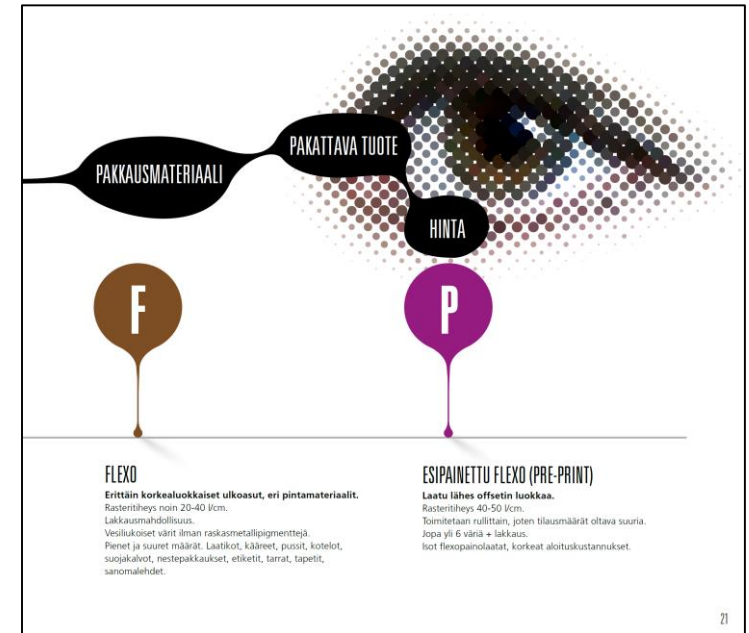 PAKKAUSMATERIAALI
PAKATTAVA TUOTE
HINTA
F
P
FLEXO
Erittäin korkealuokkaiset ulkoasut, eri pintamateriaalit.
Rasteritiheys noin 20-40 l/cm.
Lakkausmahdollisuus.
Vesiliukoiset värit ilman raskasmetallipigmenttejä.
Pienet ja suuret määrät. Laatikot, kääreet, pussit, kotelot,
suojakalvot, nestepakkaukset, etiketit, tarrat, tapetit,
sanomalehdet.
ESIPAINETTU FLEXO (PRE-PRINT)
Laatu lähes offsetin luokkaa.
Rasteritiheys 40-50 l/cm.
Toimitetaan rullittain, joten tilausmäärät oltava suuria.
Jopa yli 6 väriä + lakkaus.
Isot flexopainolaatat, korkeat aloituskustannukset.
21